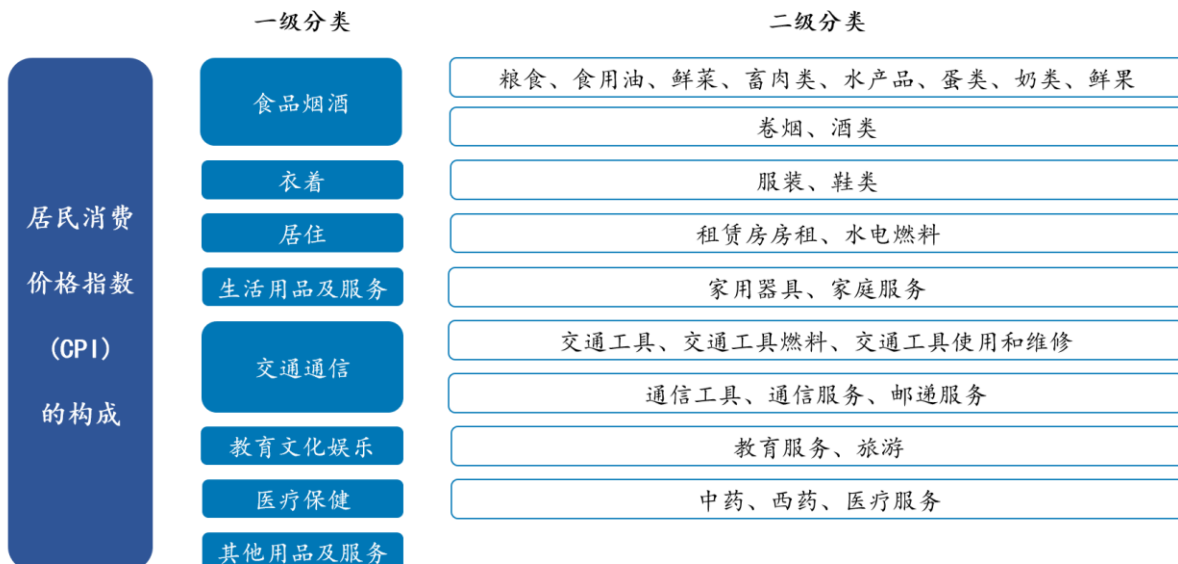 一级分类
二级分类
居民消费
价格指数
(CPI)
的构成
食品烟酒
粮食、食用油、鲜菜、畜肉类、水产品、蛋类、奶类、鲜果
卷烟、酒类
衣着
服装、鞋类
居住
租赁房房租、水电燃料
生活用品及服务
家用器具、家庭服务
交通通信
交通工具、交通工具燃料、交通工具使用和维修
通信工具、通信服务、邮递服务
教育文化娱乐
教育服务、旅游
医疗保健
中药、西药、医疗服务
其他用品及服务